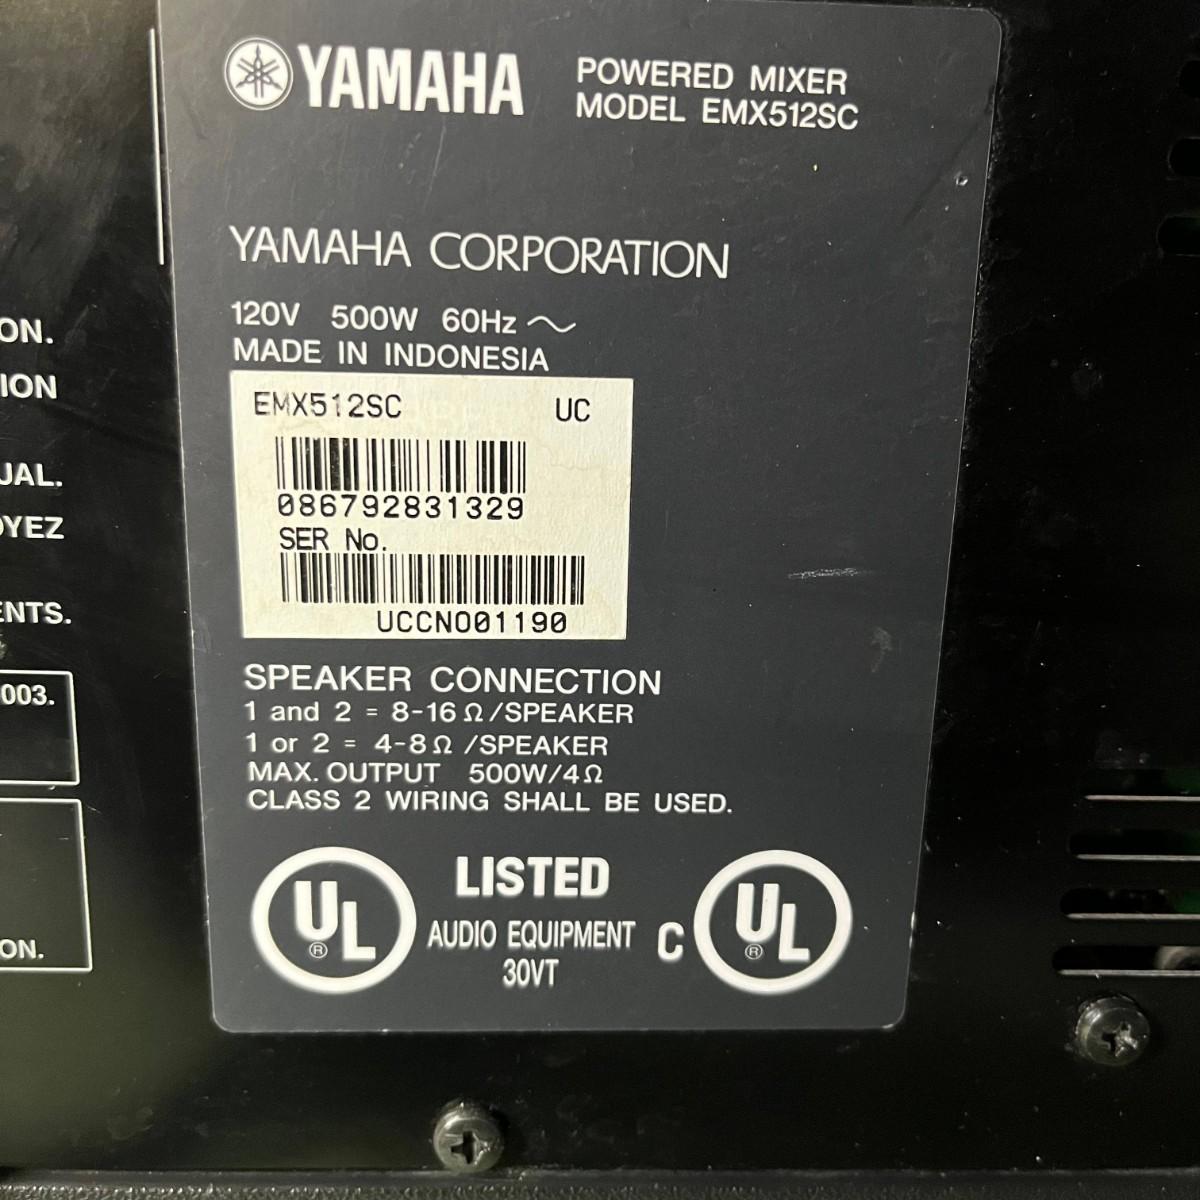 YAMAHA
POWERED MIXER
MODEL EMX512SC
YAMAHA CORPORATION
120V 500W 60Hz ~
MADE IN INDONESIA
EMX512SC UC
086792831329
SER No.
UCCNO01190
SPEAKER CONNECTION
1 and 2 = 8-16Ω/SPEAKER
1 or 2 = 4-8Ω /SPEAKER
MAX. OUTPUT 500W/4Ω
CLASS 2 WIRING SHALL BE USED.
UL®
LISTED
AUDIO EQUIPMENT
30VT
C UL®
ON.
ION
UAL.
OYEZ
ENTS.
003.
ON.